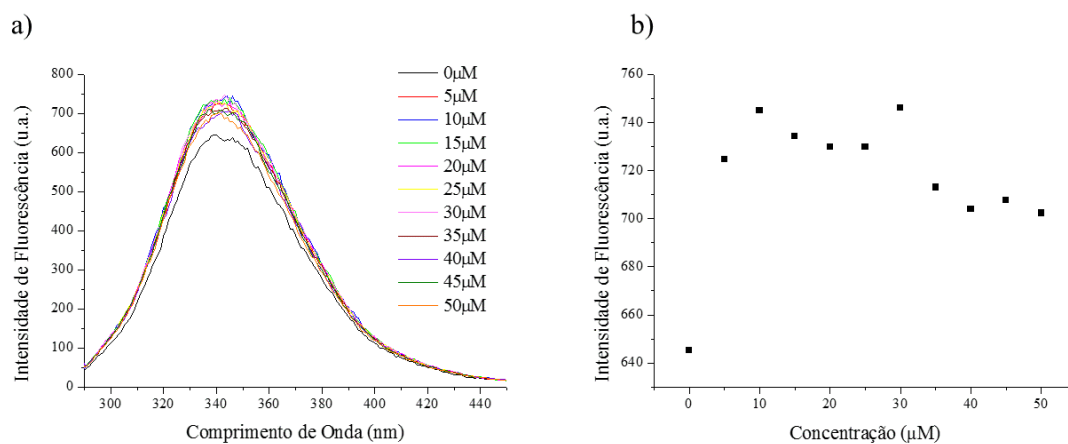 a)
Intensidade de Fluorescência (u.a.)
800
700
600
500
400
300
200
100
0
300
320
340
360
380
400
420
440
Comprimento de Onda (nm)
0μM
5μM
10μM
15μM
20μM
25μM
30μM
35μM
40μM
45μM
50μM
b)
Intensidade de Fluorescência (u.a.)
760
740
720
700
680
660
640
0
10
20
30
40
50
Concentração (μM)